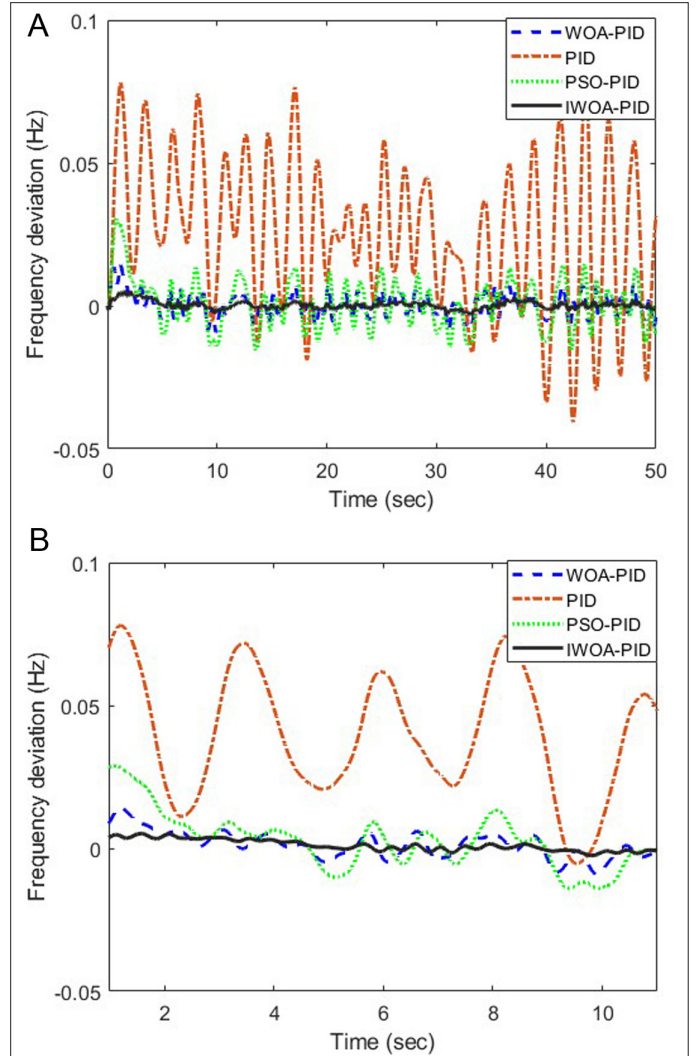 A
0.1
0.05
0
-0.05
Frequency deviation (Hz)
0 10 20 30 40 50
Time (sec)
WOA-PID
PID
PSO-PID
IWOA-PID
B
0.1
0.05
0
-0.05
Frequency deviation (Hz)
2 4 6 8 10
Time (sec)
WOA-PID
PID
PSO-PID
IWOA-PID